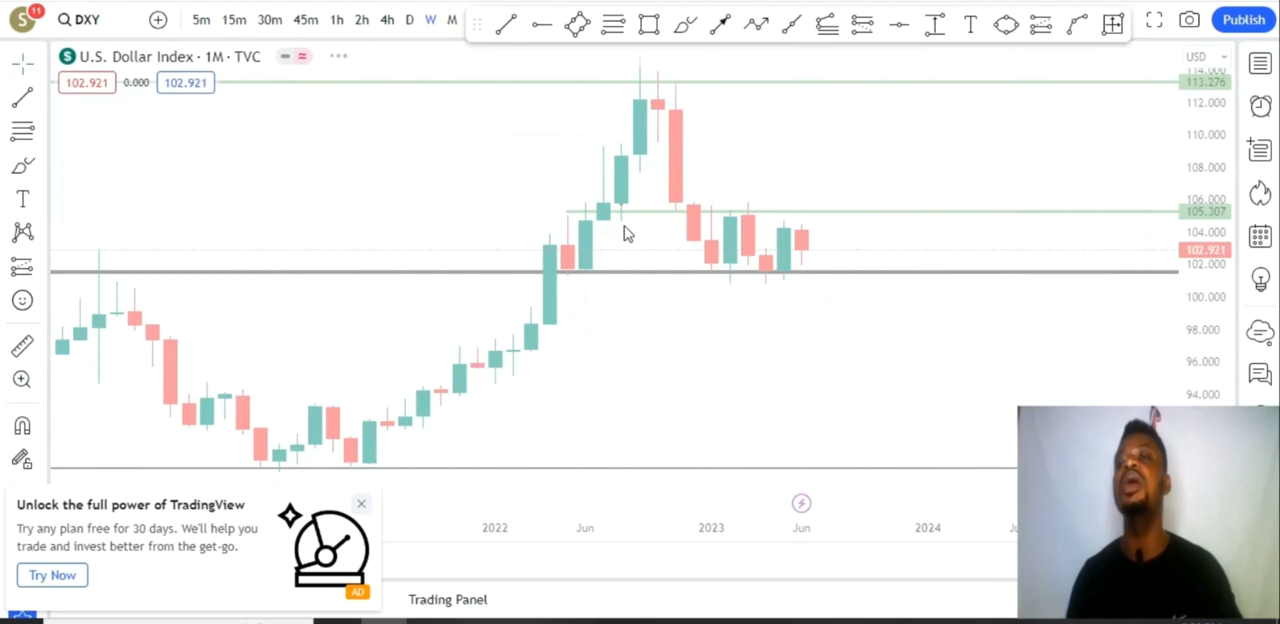 S 11 DXY 5m 15m 30m 45m 1h 2h 4h D W M T Publish
S U.S. Dollar Index · 1M · TVC USD
114.000
102.921 0.000 102.921 113.276
112.000
110.000
108.000
106.000
105.307
104.000
102.921
102.000
100.000
98.000
96.000
94.000
Unlock the full power of TradingView
Try any plan free for 30 days. We'll help you
trade and invest better from the get-go.
Try Now
AD
2022 Jun 2023 Jun 2024
Trading Panel